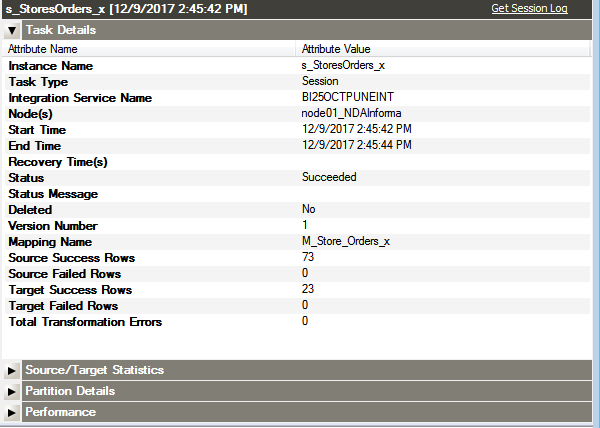 s_StoresOrders_x [12/9/2017 2:45:42 PM] Get Session Log
Task Details
Attribute Name Attribute Value
Instance Name s_StoresOrders_x
Task Type Session
Integration Service Name BI25OCTPUNEINT
Node(s) node01_NDAInforma
Start Time 12/9/2017 2:45:42 PM
End Time 12/9/2017 2:45:44 PM
Recovery Time(s)
Status Succeeded
Status Message
Deleted No
Version Number 1
Mapping Name M_Store_Orders_x
Source Success Rows 73
Source Failed Rows 0
Target Success Rows 23
Target Failed Rows 0
Total Transformation Errors 0
Source/Target Statistics
Partition Details
Performance